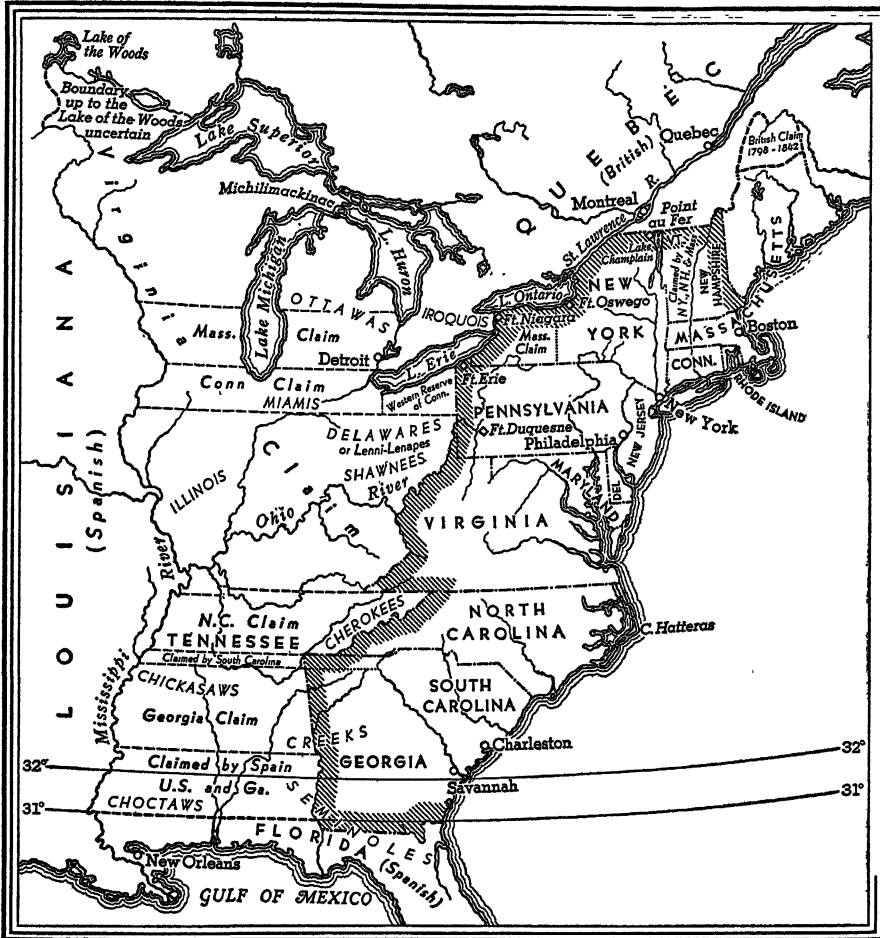 Lake of
the Woods
Boundary
up to the
Lake of the Woods
uncertain
Lake Superior
QUEBEC
(British)
Quebec
British Claim
1798-1842
Michilimackinac
Montreal
St. Lawrence R.
Point
au Fer
Lake
Champlain
Claimed by
N.Y., N.H. & Mass.
NEW
HAMPSHIRE
MASSACHUSETTS
Virginia
Claim
Lake Michigan
L. Huron
OTTAWAS
IROQUOIS
L. Ontario
Ft. Oswego
Ft. Niagara
NEW
YORK
Mass.
Claim
Mass.
Claim
Boston
Detroit
L. Erie
Ft. Erie
CONN.
RHODE ISLAND
Conn Claim
MIAMIS
Western Reserve
of Conn.
PENNSYLVANIA
New York
NEW JERSEY
DELAWARES
or Lenni-Lenapes
Ft. Duquesne
Philadelphia
SHAWNEES
MARYLAND
DEL
LOUISIANA
(Spanish)
ILLINOIS
Ohio River
VIRGINIA
Mississippi River
N.C. Claim
TENNESSEE
CHEROKEES
NORTH
CAROLINA
C. Hatteras
Claimed by South Carolina
CHICKASAWS
SOUTH
CAROLINA
Georgia Claim
CREEKS
GEORGIA
Charleston
Claimed by Spain
U.S. and Ga.
32°
32°
Savannah
31°
31°
CHOCTAWS
SEMINOLES
FLORIDA
(Spanish)
New Orleans
GULF OF MEXICO